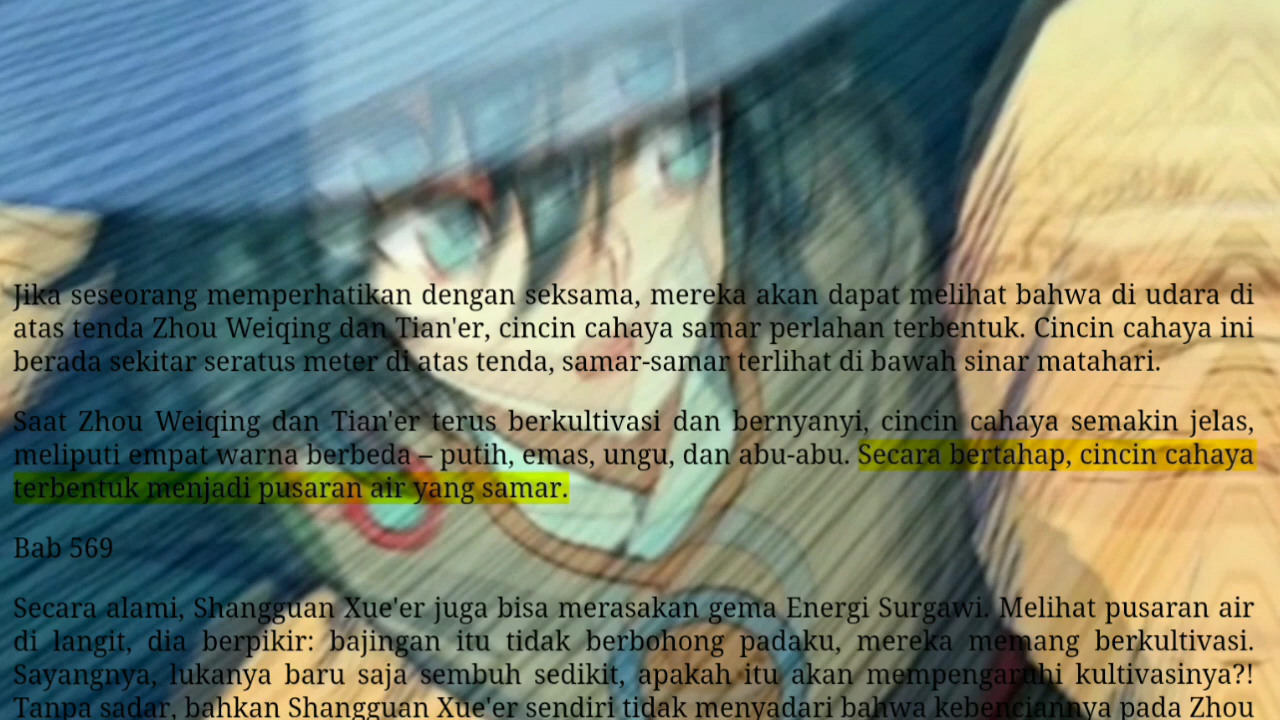 Jika seseorang memperhatikan dengan seksama, mereka akan dapat melihat bahwa di udara di
atas tenda Zhou Weiqing dan Tian'er, cincin cahaya samar perlahan terbentuk. Cincin cahaya ini
berada sekitar seratus meter di atas tenda, samar-samar terlihat di bawah sinar matahari.
Saat Zhou Weiqing dan Tian'er terus berkultivasi dan bernyanyi, cincin cahaya semakin jelas,
meliputi empat warna berbeda – putih, emas, ungu, dan abu-abu. Secara bertahap, cincin cahaya
terbentuk menjadi pusaran air yang samar.
Bab 569
Secara alami, Shangguan Xue'er juga bisa merasakan gema Energi Surgawi. Melihat pusaran air
di langit, dia berpikir: bajingan itu tidak berbohong padaku, mereka memang berkultivasi.
Sayangnya, lukanya baru saja sembuh sedikit, apakah itu akan mempengaruhi kultivasinya?!
Tanpa sadar, bahkan Shangguan Xue'er sendiri tidak menyadari bahwa kebenciannya pada Zhou